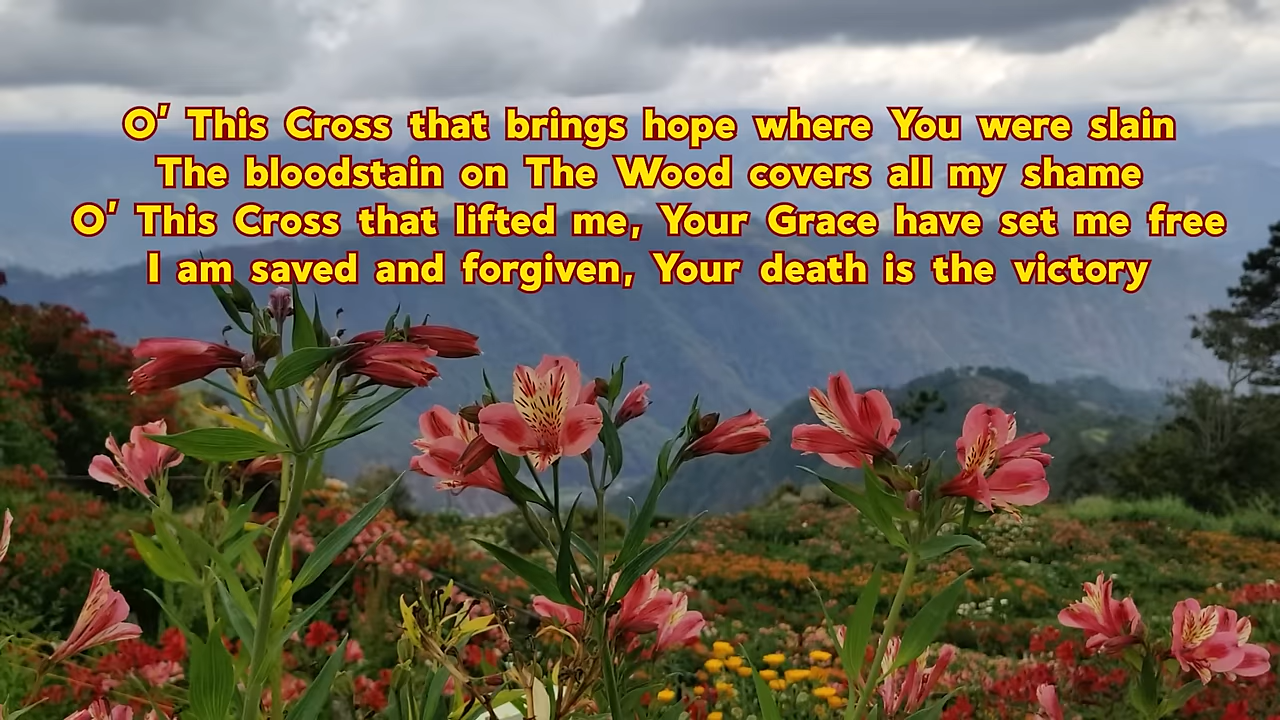 O' This Cross that brings hope where You were slain
The bloodstain on The Wood covers all my shame
O' This Cross that lifted me, Your Grace have set me free
I am saved and forgiven, Your death is the victory